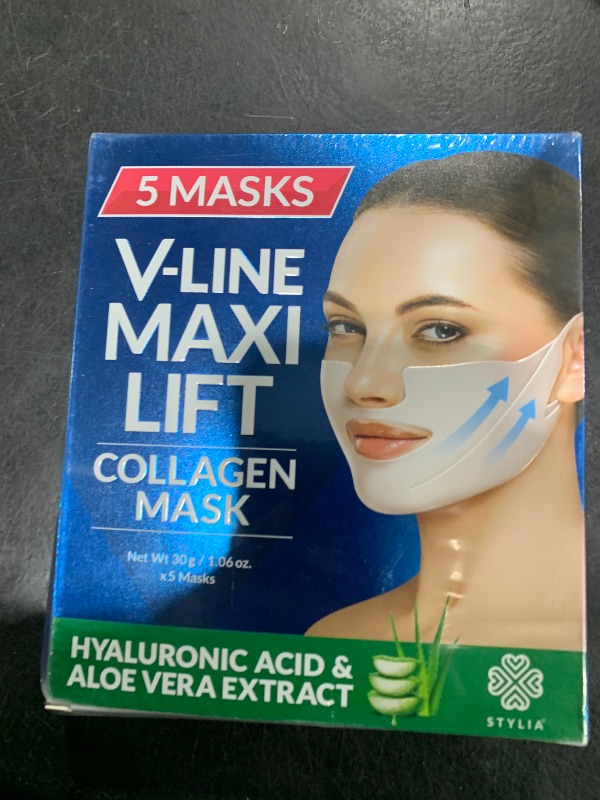 5 MASKS
V-LINE
MAXI
LIFT
COLLAGEN
MASK
Net Wt 30g / 1.06 oz.
x5 Masks
HYALURONIC ACID &
ALOE VERA EXTRACT
STYLIA